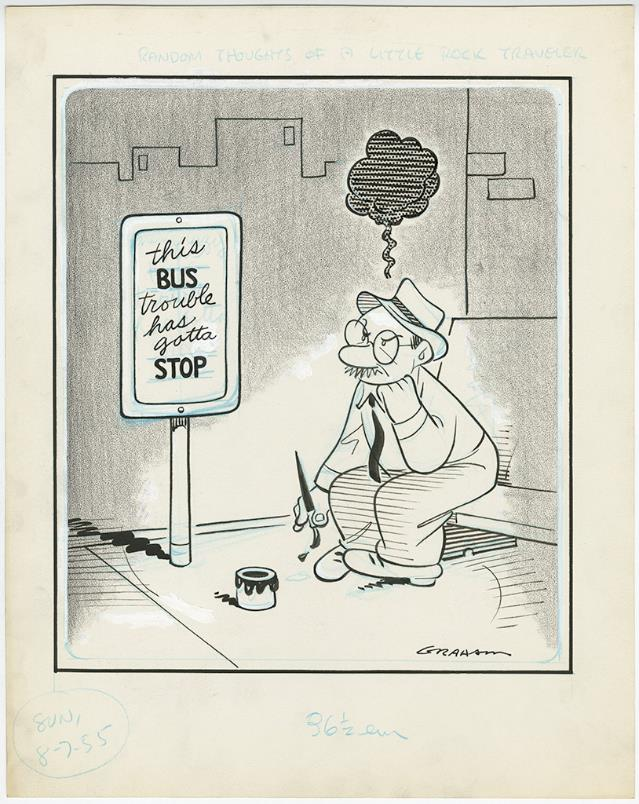 RANDOM THOUGHTS OF A LITTLE ROCK TRAVELER
this
BUS
trouble
has
gotta
STOP
GRAHAM
SUN,
8-7-55
36½ em